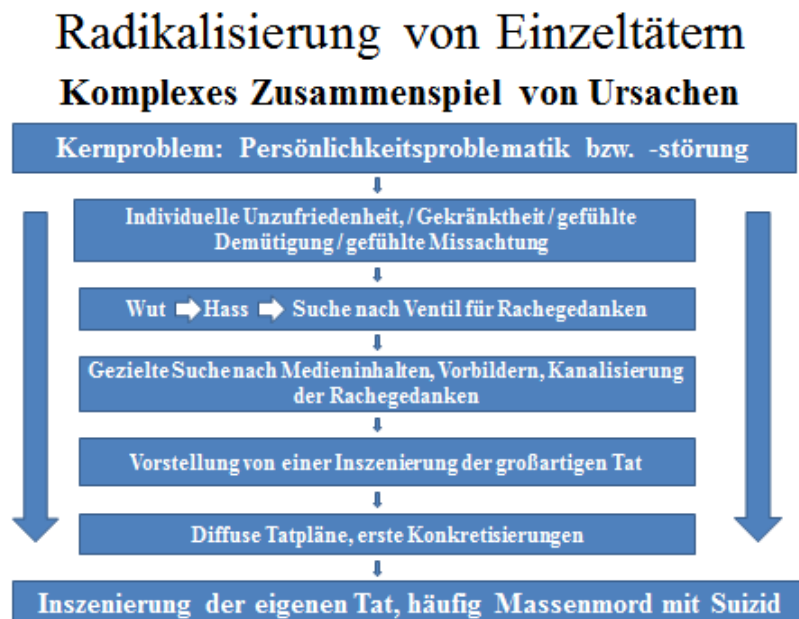 Radikalisierung von Einzeltätern
Komplexes Zusammenspiel von Ursachen
Kernproblem: Persönlichkeitsproblematik bzw. -störung
Individuelle Unzufriedenheit, / Gekränktheit / gefühlte
Demütigung / gefühlte Missachtung
Wut ⇨ Hass ⇨ Suche nach Ventil für Rachegedanken
Gezielte Suche nach Medieninhalten, Vorbildern, Kanalisierung
der Rachegedanken
Vorstellung von einer Inszenierung der großartigen Tat
Diffuse Tatpläne, erste Konkretisierungen
Inszenierung der eigenen Tat, häufig Massenmord mit Suizid